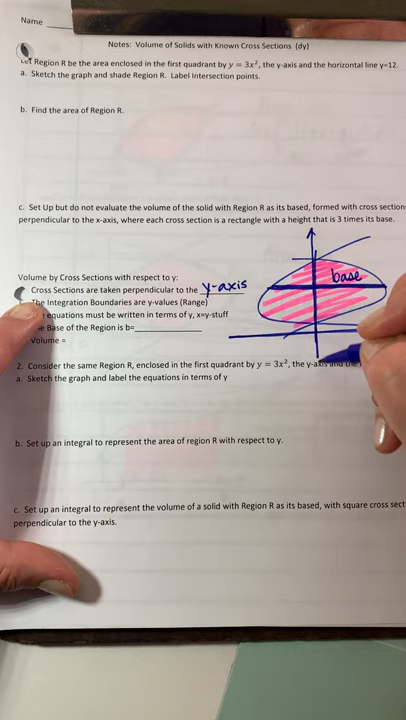 Name
Notes: Volume of Solids with Known Cross Sections (dy)
Let Region R be the area enclosed in the first quadrant by y = 3x², the y-axis and the horizontal line y=12.
a. Sketch the graph and shade Region R. Label Intersection points.
b. Find the area of Region R.
c. Set Up but do not evaluate the volume of the solid with Region R as its based, formed with cross section
perpendicular to the x-axis, where each cross section is a rectangle with a height that is 3 times its base.
Volume by Cross Sections with respect to y:
Cross Sections are taken perpendicular to the y-axis
base
The Integration Boundaries are y-values (Range)
equations must be written in terms of y, x=y-stuff
Base of the Region is b=
Volume =
2. Consider the same Region R, enclosed in the first quadrant by y = 3x², the y-axis and the
a. Sketch the graph and label the equations in terms of y
b. Set up an integral to represent the area of region R with respect to y.
c. Set up an integral to represent the volume of a solid with Region R as its based, with square cross sect
perpendicular to the y-axis.